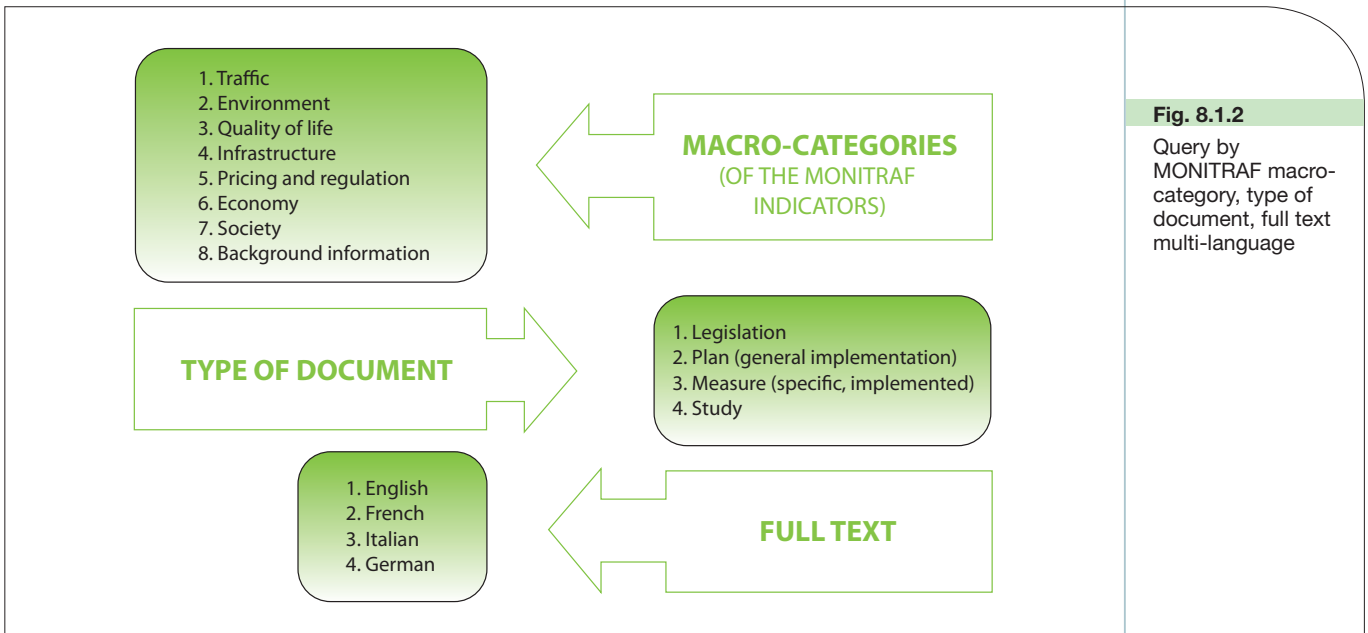 1. Traffic
2. Environment
3. Quality of life
4. Infrastructure
5. Pricing and regulation
6. Economy
7. Society
8. Background information
MACRO-CATEGORIES
(OF THE MONITRAF
INDICATORS)
TYPE OF DOCUMENT
1. Legislation
2. Plan (general implementation)
3. Measure (specific, implemented)
4. Study
1. English
2. French
3. Italian
4. German
FULL TEXT
Fig. 8.1.2
Query by
MONITRAF macro-
category, type of
document, full text
multi-language